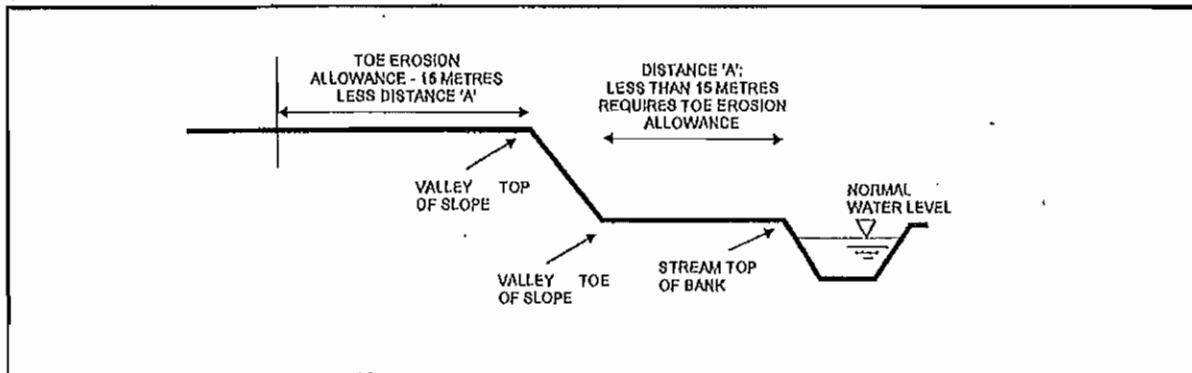 TOE EROSION
ALLOWANCE - 15 METRES
LESS DISTANCE 'A'
DISTANCE 'A':
LESS THAN 15 METRES
REQUIRES TOE EROSION
ALLOWANCE
VALLEY TOP
OF SLOPE
NORMAL
WATER LEVEL
VALLEY TOE
OF SLOPE
STREAM TOP
OF BANK